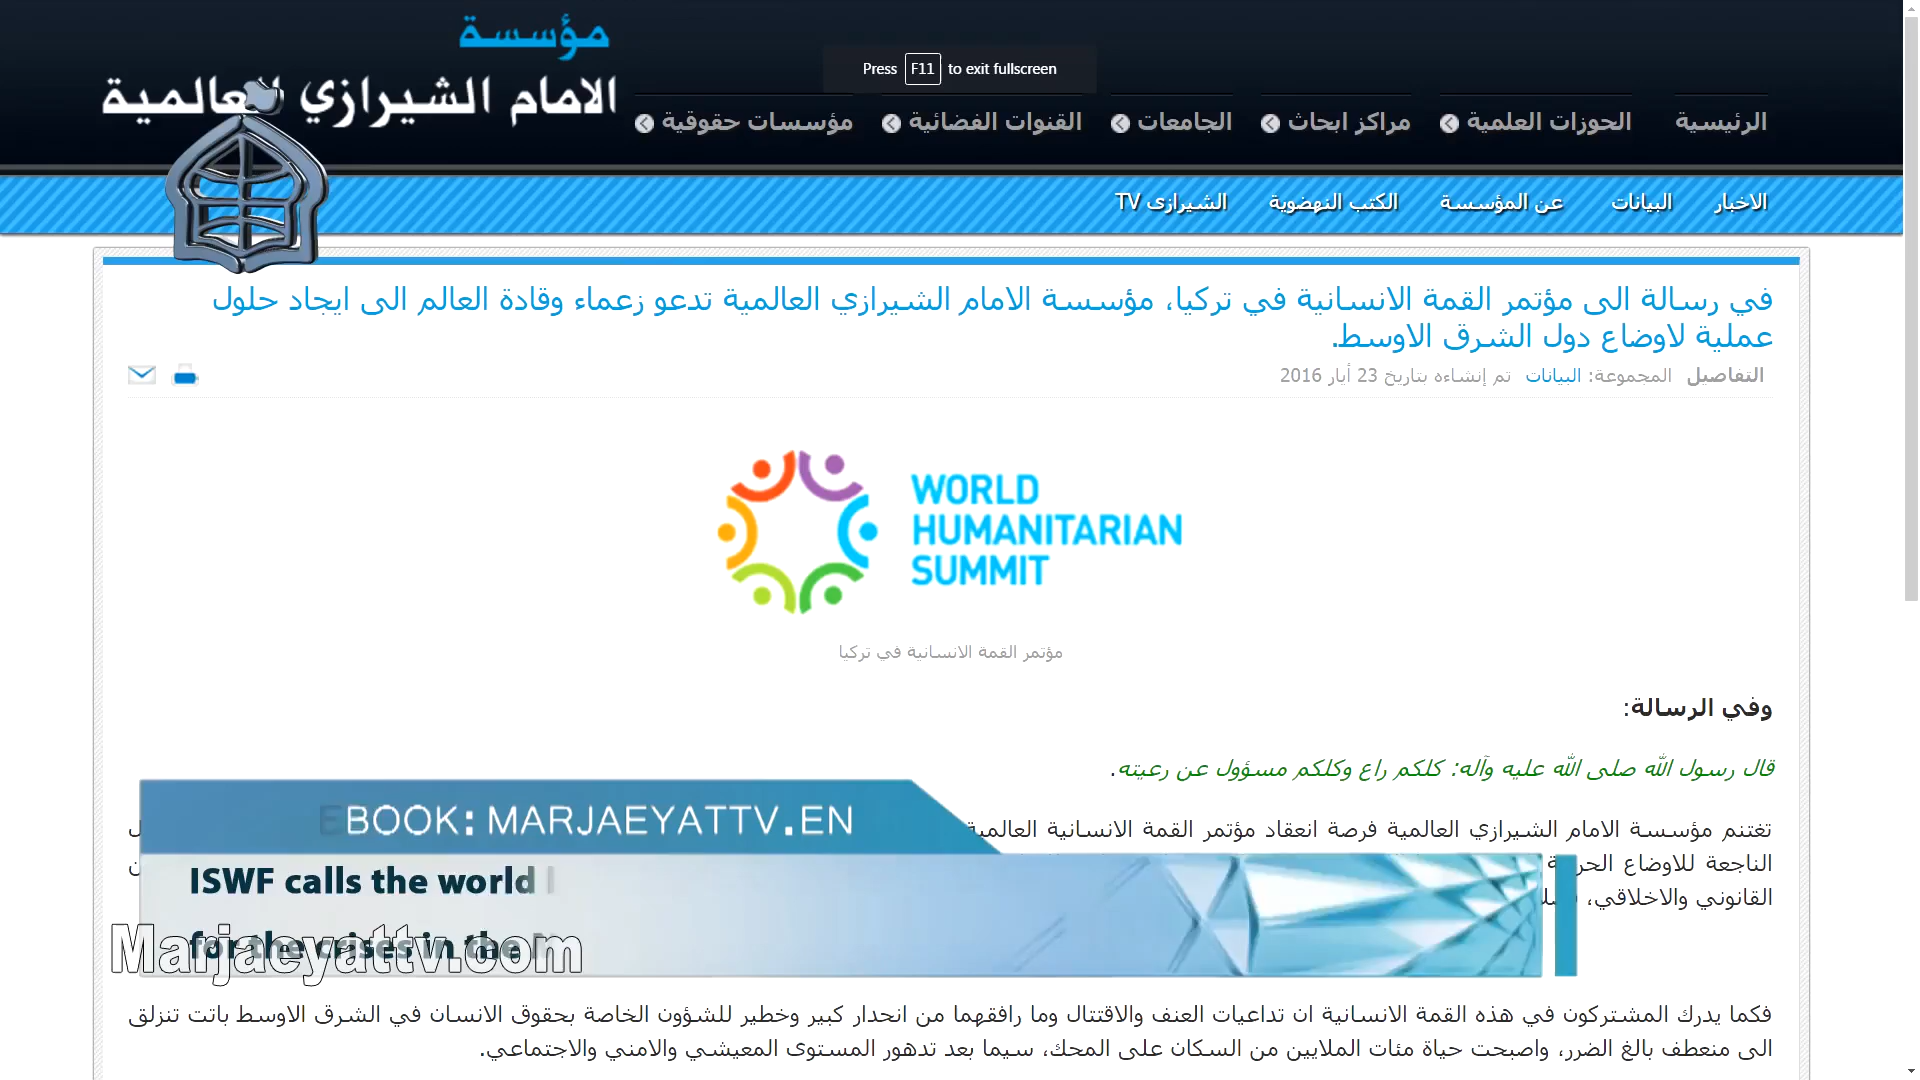 مؤسسة
الامام الشيرازي العالمية
Press F11 to exit fullscreen
الرئيسية الحوزات العلمية مراكز ابحاث الجامعات القنوات الفضائية مؤسسات حقوقية
الاخبار البيانات عن المؤسسة الكتب النهضوية الشيرازي TV
في رسالة الى مؤتمر القمة الانسانية في تركيا، مؤسسة الامام الشيرازي العالمية تدعو زعماء وقادة العالم الى ايجاد حلول
عملية لاوضاع دول الشرق الاوسط.
التفاصيل المجموعة: البيانات تم إنشاءه بتاريخ 23 أيار 2016
WORLD
HUMANITARIAN
SUMMIT
مؤتمر القمة الانسانية في تركيا
وفي الرسالة:
قال رسول الله صلى الله عليه وآله: كلكم راع وكلكم مسؤول عن رعيته.
تغتنم مؤسسة الامام الشيرازي العالمية فرصة انعقاد مؤتمر القمة الانسانية العالمية
الناجعة للاوضاع
القانوني والاخلاقي،
EBOOK: MARJAEYATTV.EN
ISWF calls the world
for the crises in the
Marjaeyattv.com
فكما يدرك المشتركون في هذه القمة الانسانية ان تداعيات العنف والاقتتال وما رافقهما من انحدار كبير وخطير للشؤون الخاصة بحقوق الانسان في الشرق الاوسط باتت تنزلق
الى منعطف بالغ الضرر، واصبحت حياة مئات الملايين من السكان على المحك، سيما بعد تدهور المستوى المعيشي والامني والاجتماعي.